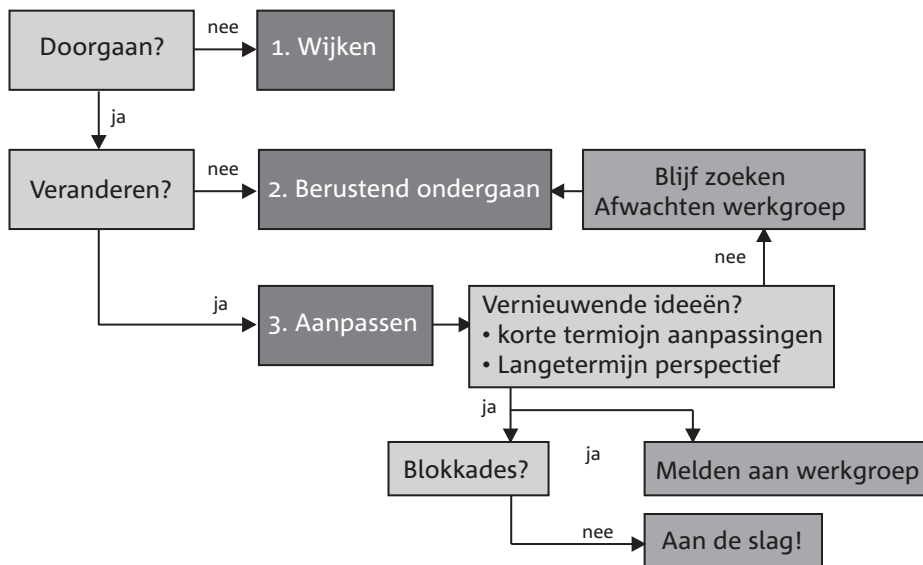 Doorgaan?
nee
1. Wijken
ja
Veranderen?
nee
2. Berustend ondergaan
Blijf zoeken
Afwachten werkgroep
nee
ja
3. Aanpassen
Vernieuwende ideeën?
• korte termiojn aanpassingen
• Langetermijn perspectief
ja
Blokkades?
ja
Melden aan werkgroep
nee
Aan de slag!